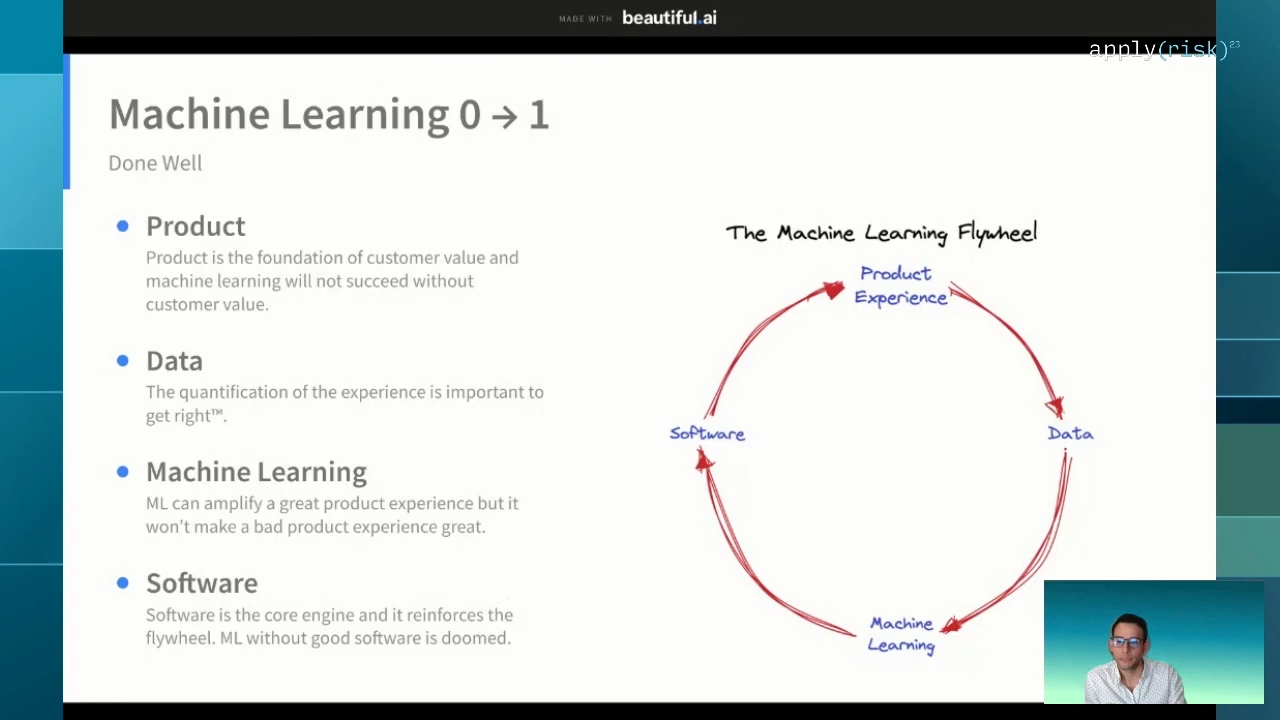 MADE WITH beautiful.ai
apply(risk)23
Machine Learning 0 → 1
Done Well
Product
Product is the foundation of customer value and
machine learning will not succeed without
customer value.
Data
The quantification of the experience is important to
get right™.
Machine Learning
ML can amplify a great product experience but it
won't make a bad product experience great.
Software
Software is the core engine and it reinforces the
flywheel. ML without good software is doomed.
The Machine Learning Flywheel
Product
Experience
Software
Data
Machine
Learning